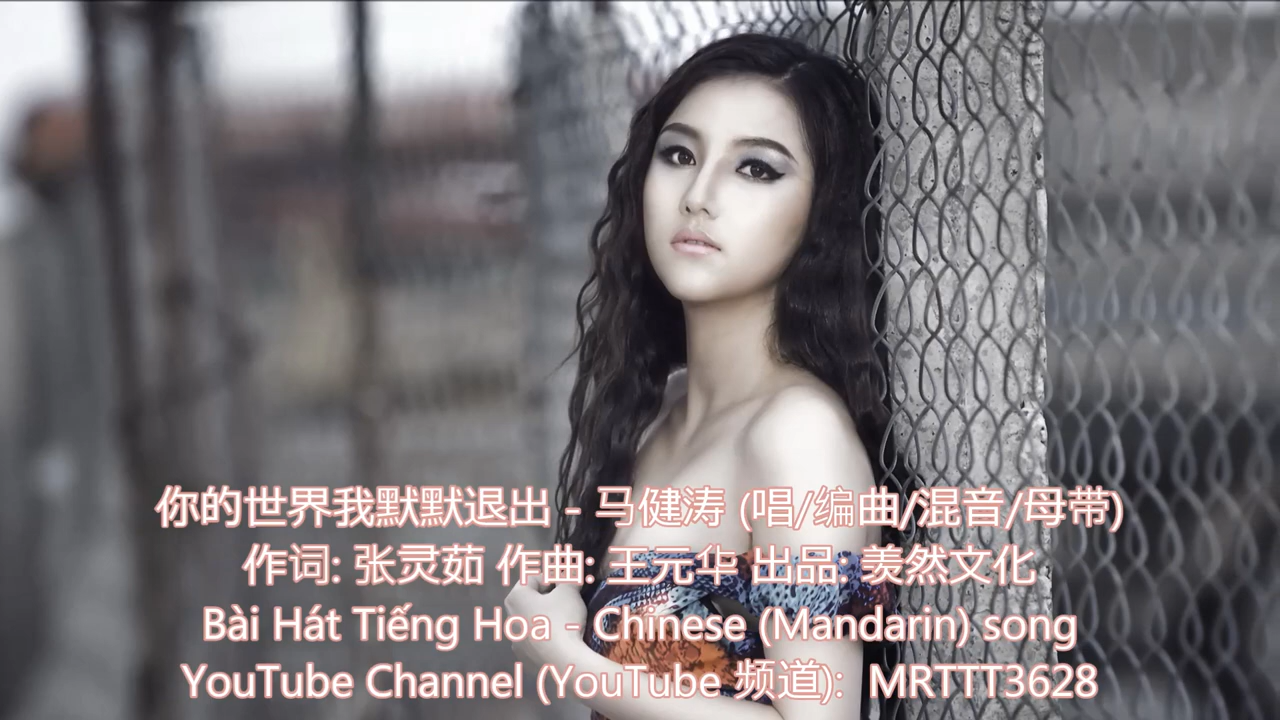 你的世界我默默退出 - 马健涛 (唱/编曲/混音/母带)
作词: 张灵茹 作曲: 王元华 出品: 羡然文化
Bài Hát Tiếng Hoa - Chinese (Mandarin) song
YouTube Channel (YouTube 频道):  MRTTT3628